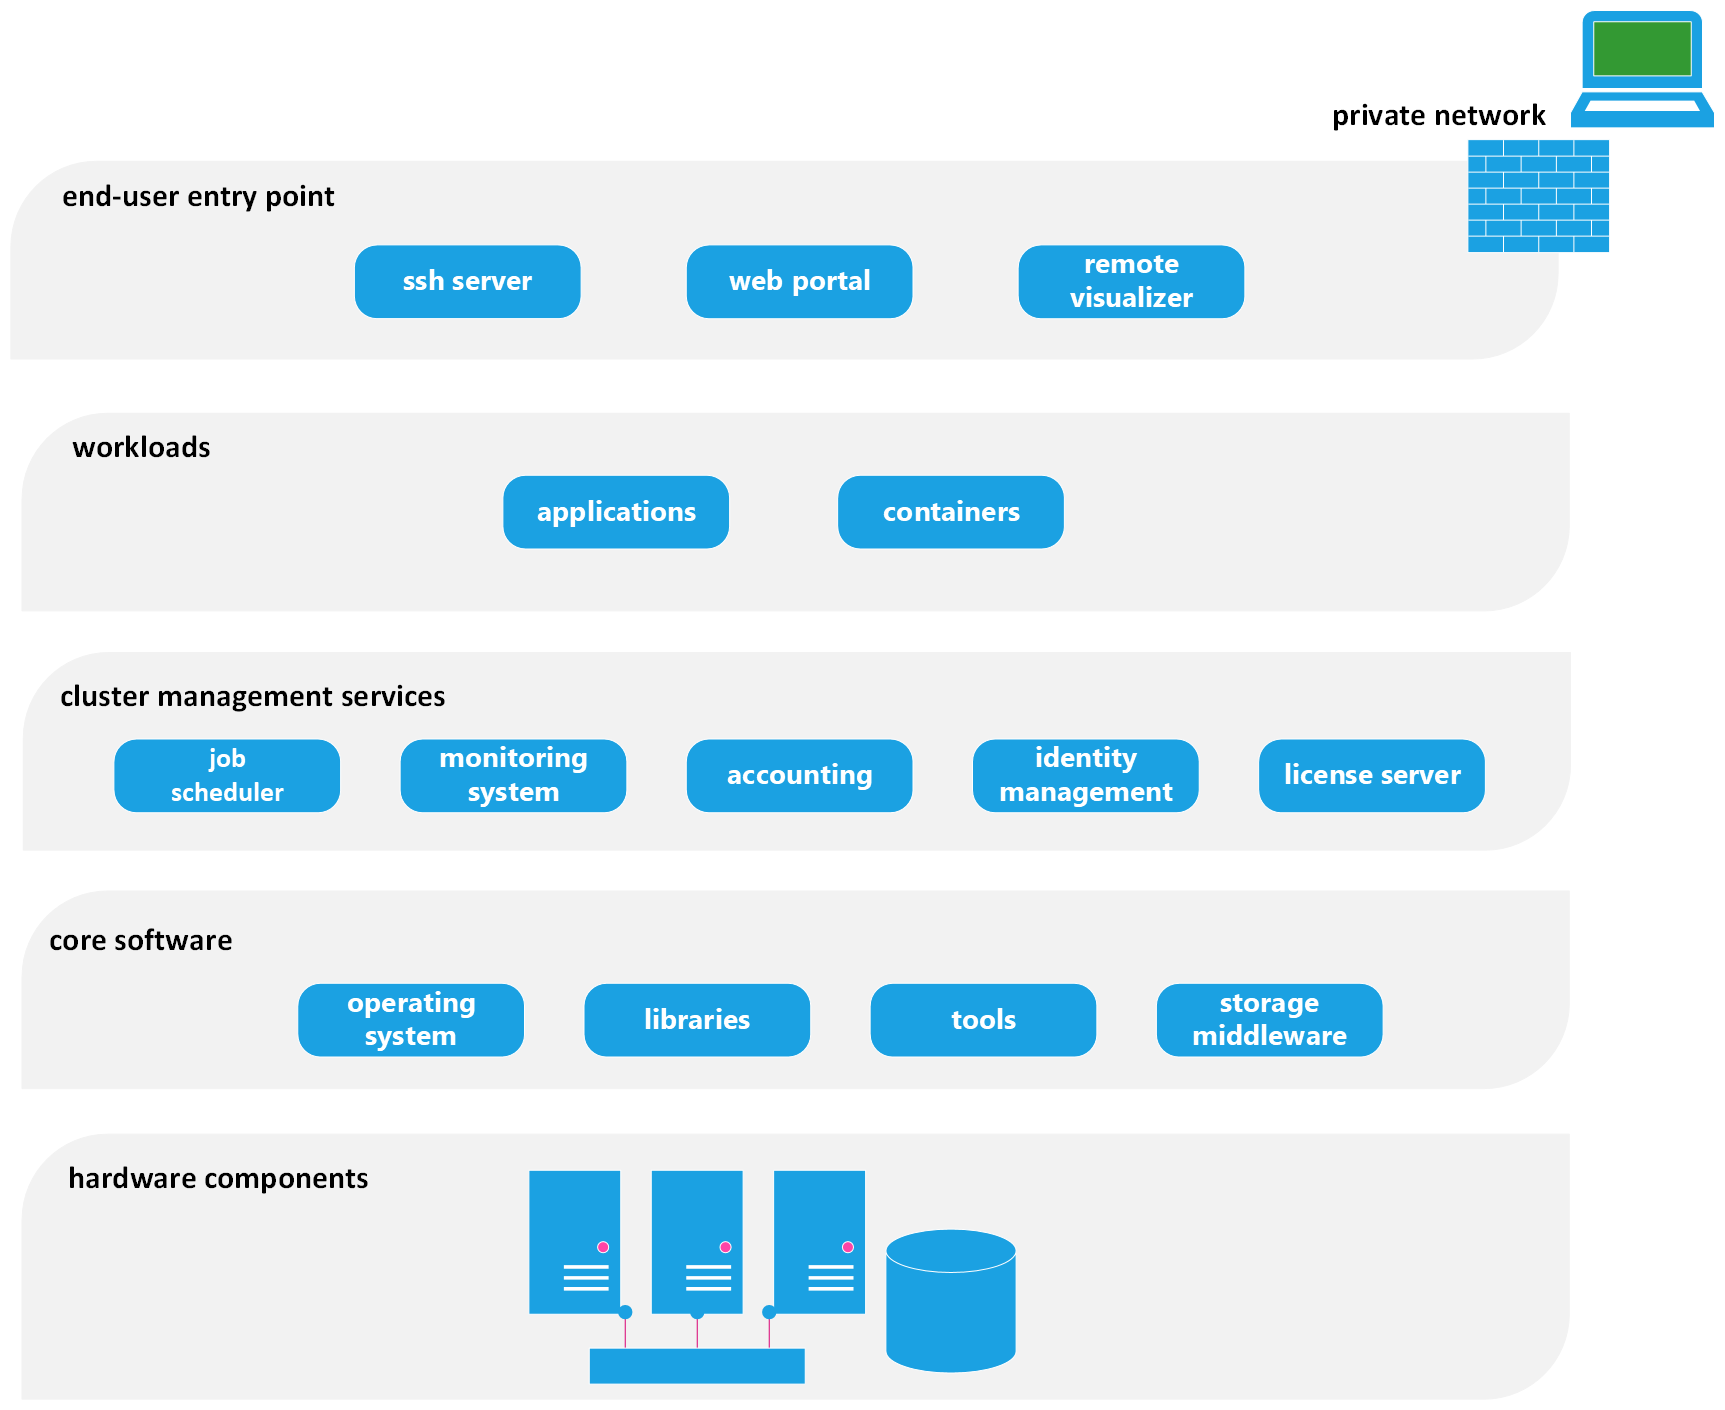 private network
end-user entry point
ssh server
web portal
remote
visualizer
workloads
applications
containers
cluster management services
job
scheduler
monitoring
system
accounting
identity
management
license server
core software
operating
system
libraries
tools
storage
middleware
hardware components